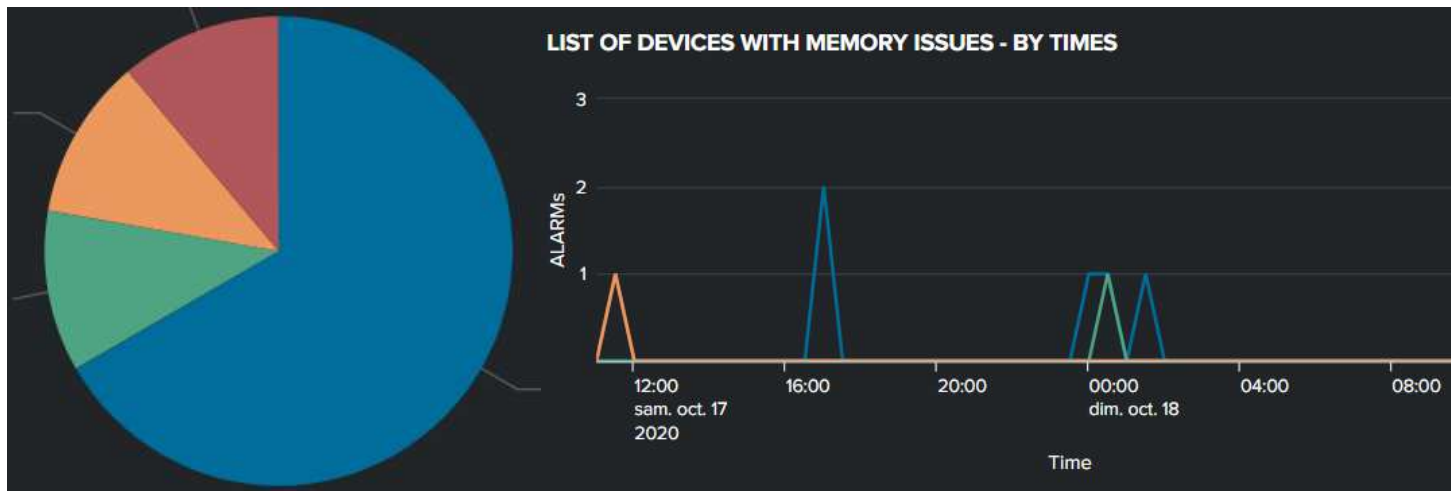 LIST OF DEVICES WITH MEMORY ISSUES - BY TIMES
3
2
1
ALARMs
12:00
sam. oct. 17
2020
16:00
20:00
00:00
dim. oct. 18
04:00
08:00
Time